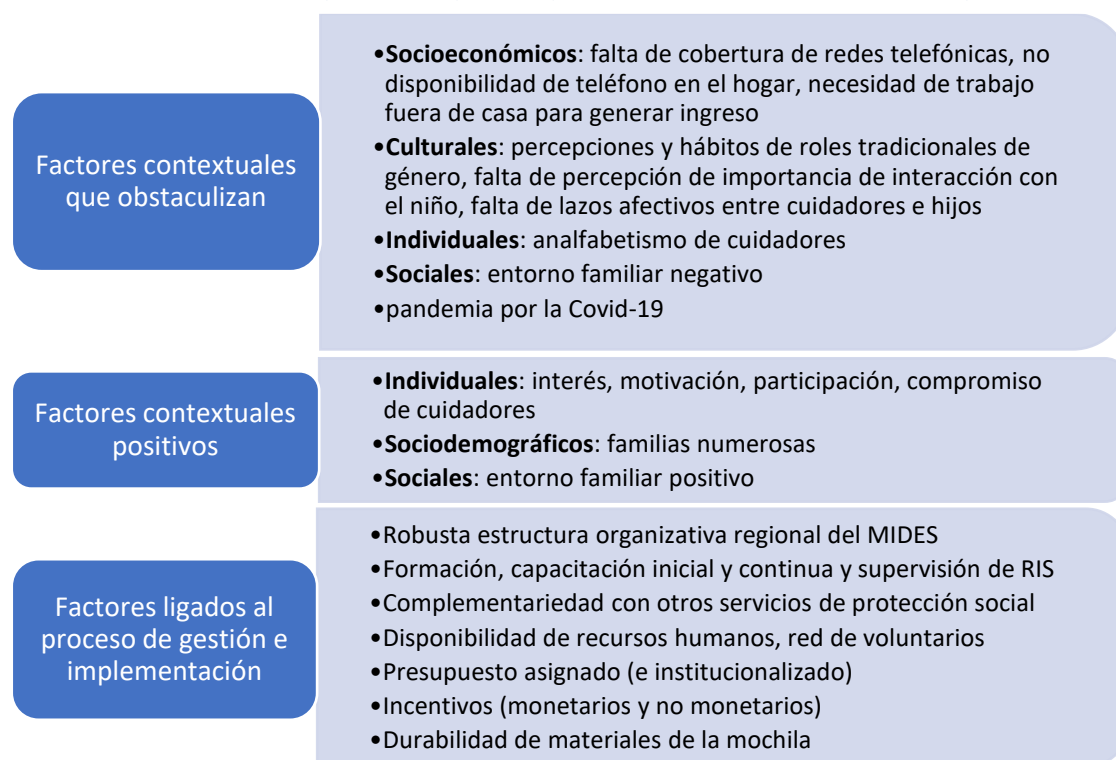 Factores contextuales
que obstaculizan
•Socioeconómicos: falta de cobertura de redes telefónicas, no
disponibilidad de teléfono en el hogar, necesidad de trabajo
fuera de casa para generar ingreso
•Culturales: percepciones y hábitos de roles tradicionales de
género, falta de percepción de importancia de interacción con
el niño, falta de lazos afectivos entre cuidadores e hijos
•Individuales: analfabetismo de cuidadores
•Sociales: entorno familiar negativo
•pandemia por la Covid-19
Factores contextuales
positivos
•Individuales: interés, motivación, participación, compromiso
de cuidadores
•Sociodemográficos: familias numerosas
•Sociales: entorno familiar positivo
Factores ligados al
proceso de gestión e
implementación
•Robusta estructura organizativa regional del MIDES
•Formación, capacitación inicial y continua y supervisión de RIS
•Complementariedad con otros servicios de protección social
•Disponibilidad de recursos humanos, red de voluntarios
•Presupuesto asignado (e institucionalizado)
•Incentivos (monetarios y no monetarios)
•Durabilidad de materiales de la mochila